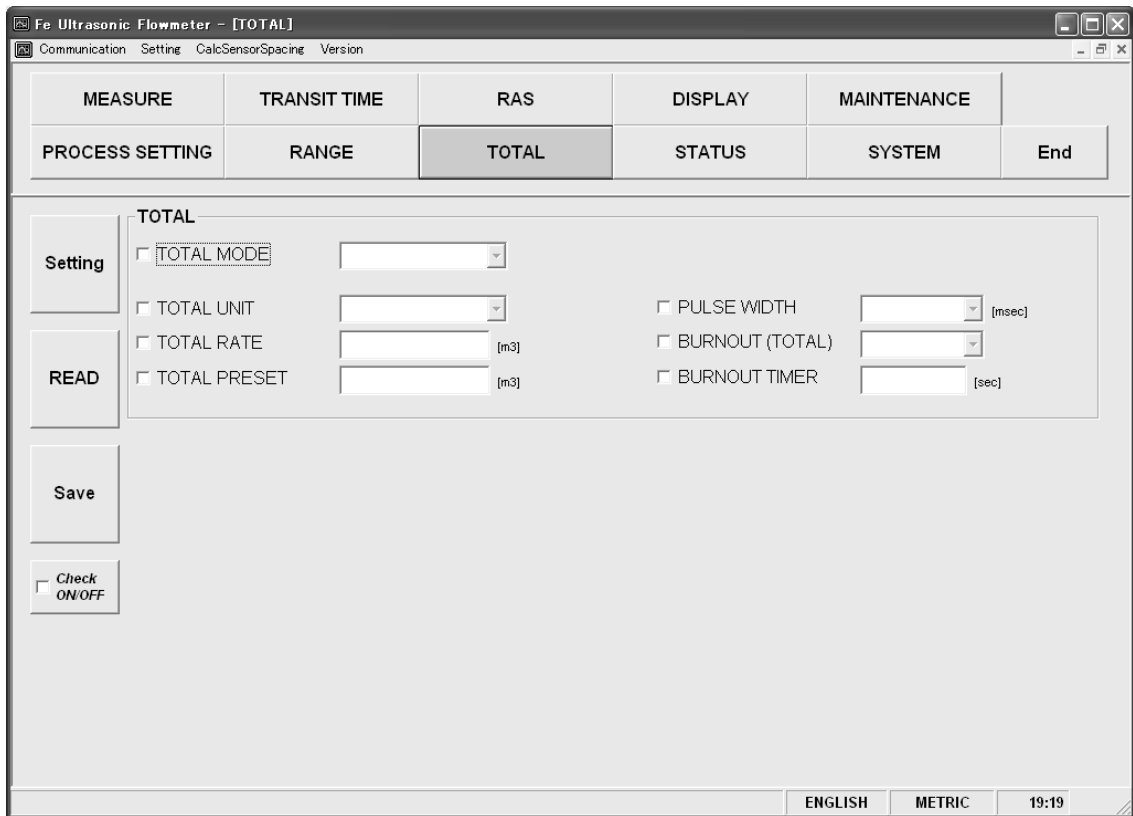 Fe Ultrasonic Flowmeter - [TOTAL]
Communication Setting CalcSensorSpacing Version
MEASURE TRANSIT TIME RAS DISPLAY MAINTENANCE
PROCESS SETTING RANGE TOTAL STATUS SYSTEM End
TOTAL
Setting
TOTAL MODE
TOTAL UNIT PULSE WIDTH [msec]
TOTAL RATE [m3] BURNOUT (TOTAL)
READ
TOTAL PRESET [m3] BURNOUT TIMER [sec]
Save
Check
ON/OFF
ENGLISH METRIC 19:19